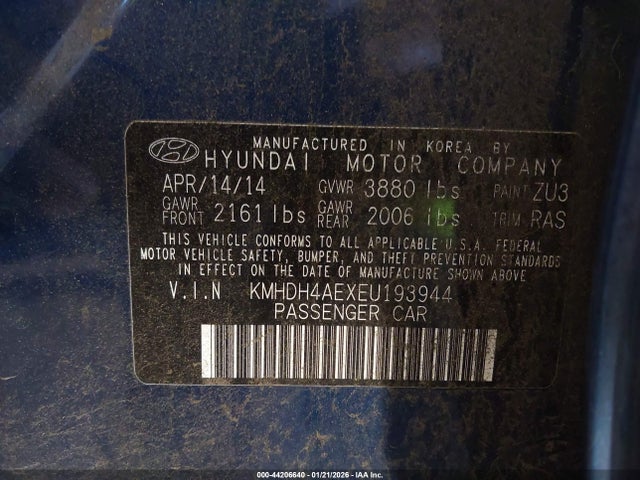 MANUFACTURED IN KOREA BY
HYUNDAI MOTOR COMPANY
APR/14/14 GVWR 3880 lbs PAINT ZU3
GAWR FRONT 2161 lbs GAWR REAR 2006 lbs TRIM RAS
THIS VEHICLE CONFORMS TO ALL APPLICABLE U.S.A. FEDERAL
MOTOR VEHICLE SAFETY, BUMPER, AND THEFT PREVENTION STANDARDS
IN EFFECT ON THE DATE OF MANUFACTURE SHOWN ABOVE
V.I.N KMHDH4AEXEU193944
PASSENGER CAR
000-44206640 - 01/21/2026 - IAA Inc.